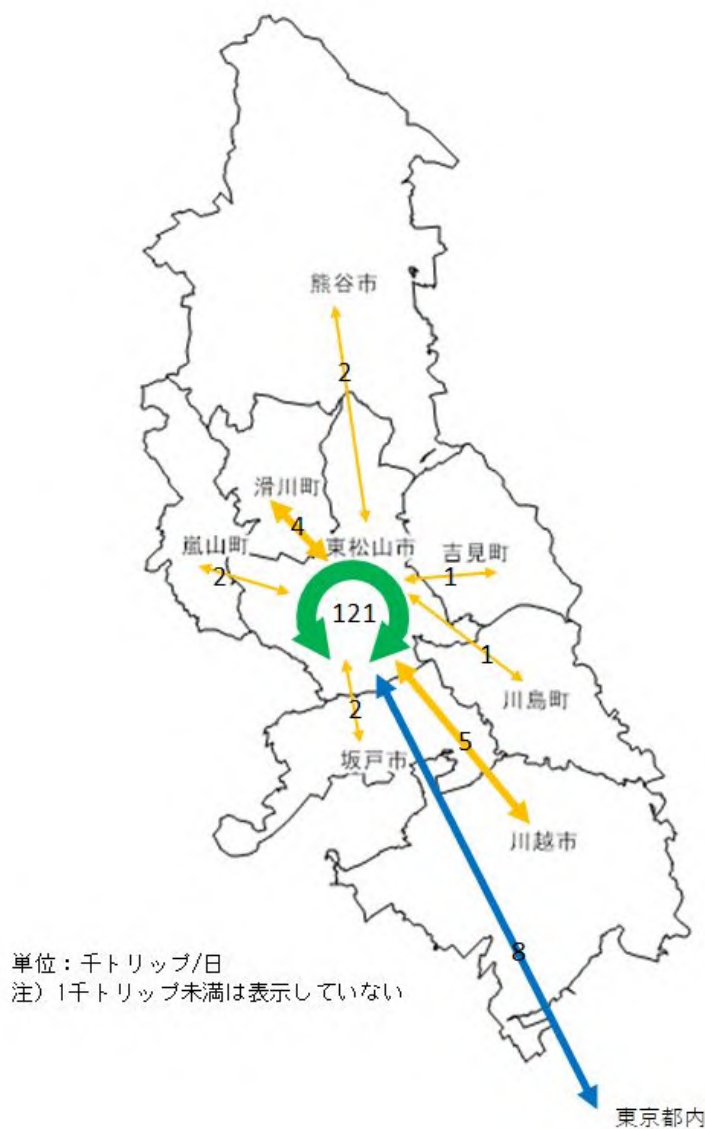 熊谷市
2
滑川町
4
嵐山町
2
東松山市
吉見町
1
121
1
川島町
2
坂戸市
5
川越市
8
単位：千トリップ/日
注）1千トリップ未満は表示していない
東京都内